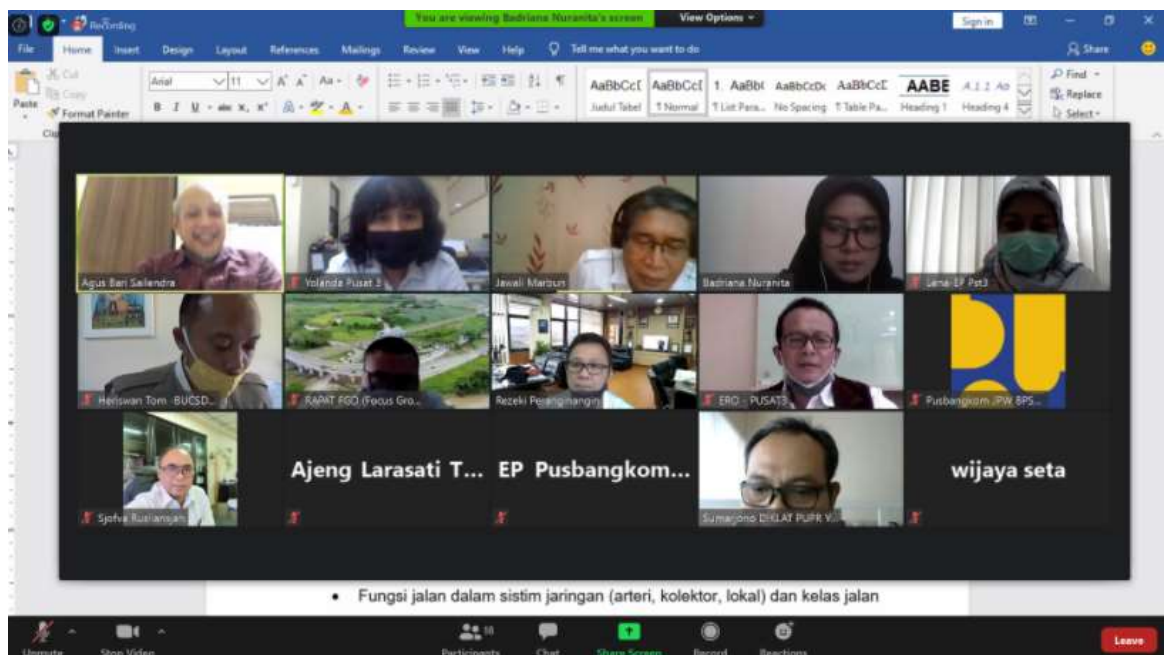 Recording
You are viewing Badriana Nuranita's screen
View Options
Sign in
File Home Insert Design Layout References Mailings Review View Help Tell me what you want to do
Share
Cut
Copy
Paste
Format Painter
Arial 11
Aa
B I U abc x, x
AaBbCcI AaBbCcI 1. AaBb( AaBbCcDc AaBbCcI AABE A.1.1 Ao
Judul Tabel ¶ Normal ¶ List Para... No Spacing ¶ Table Pa... Heading 1 Heading 4
Find
Replace
Select
Agus Bari Sailendra
Yolanda Pusat 3
Jawali Marbun
Badriana Nuranita
Lena-EP Pst3
Heriswan Tom -BUCSD...
RAPAT FGD (Focus Gro...
Rezeki Peranginangin
ERO - PUSAT3
Pusbangkom JPW BPS...
Sjofva Rusliansjah
Ajeng Larasati T...
EP Pusbangkom...
Sumarjono DIKLAT PUPR Y...
wijaya seta
• Fungsi jalan dalam sistim jaringan (arteri, kolektor, lokal) dan kelas jalan
Unmute
Stop Video
Participants
18
Chat
Share Screen
Record
Reactions
Leave